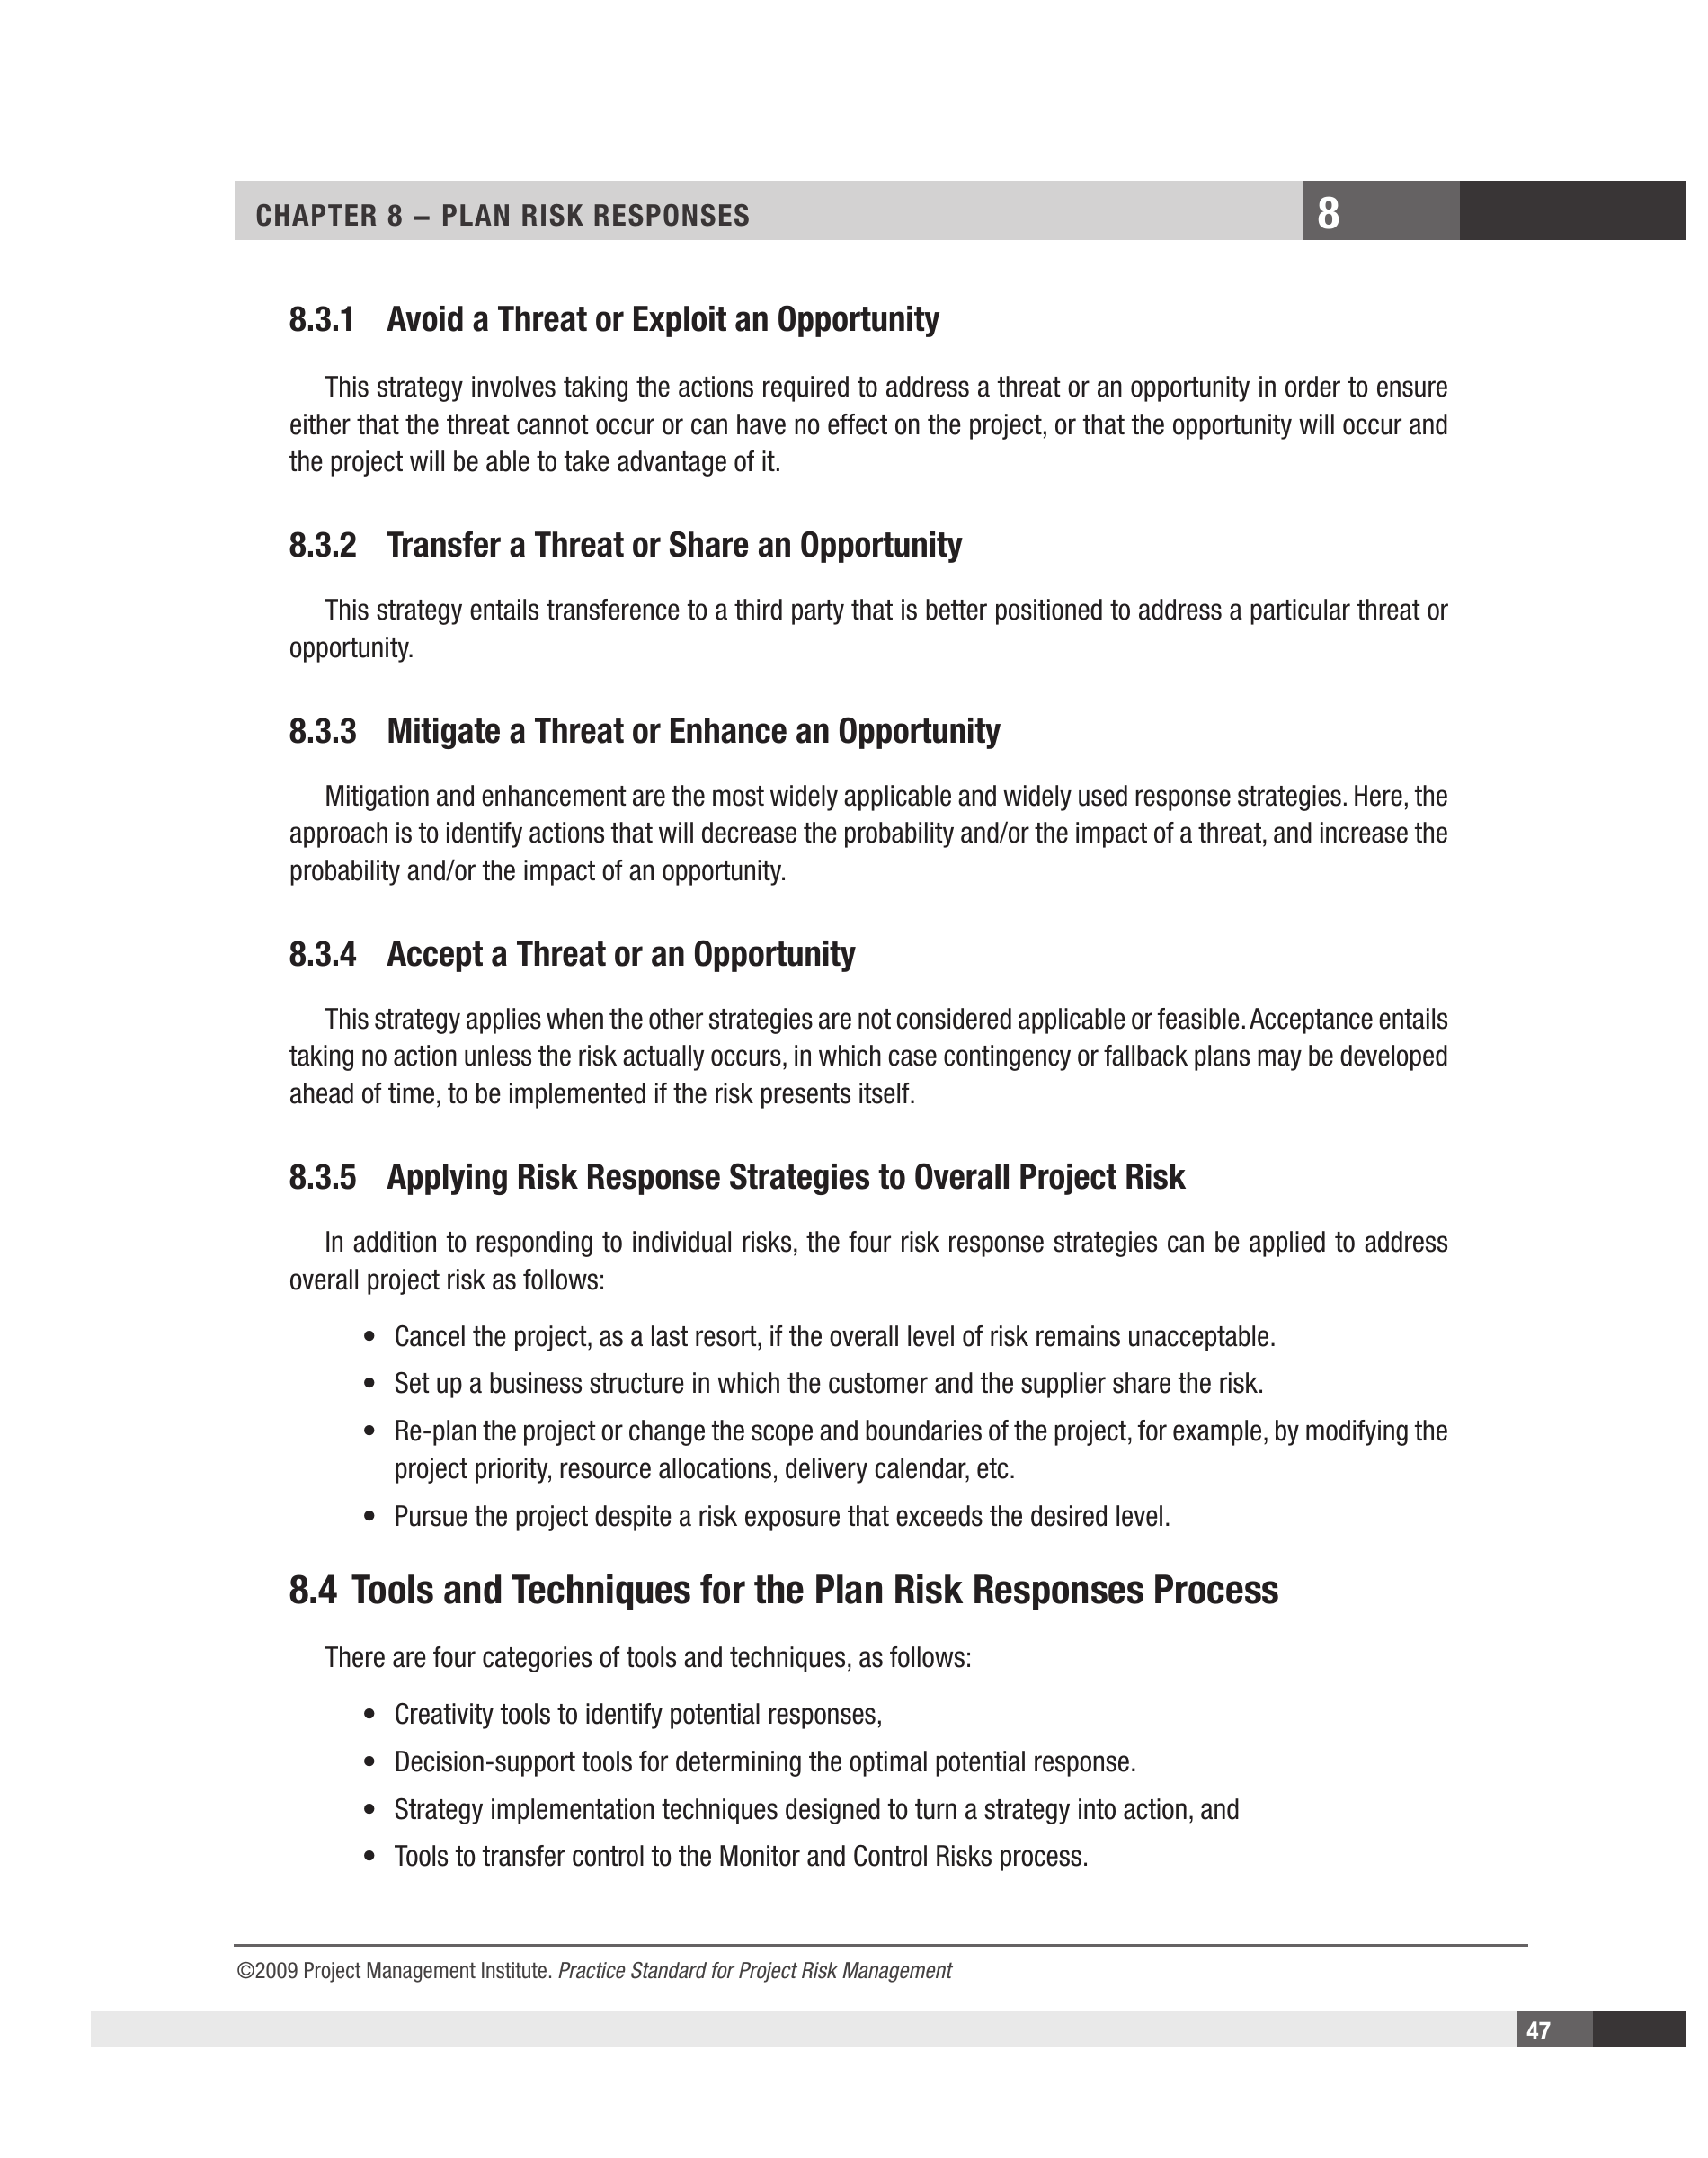 CHAPTER 8 – PLAN RISK RESPONSES
8
8.3.1 Avoid a Threat or Exploit an Opportunity
This strategy involves taking the actions required to address a threat or an opportunity in order to ensure
either that the threat cannot occur or can have no effect on the project, or that the opportunity will occur and
the project will be able to take advantage of it.
8.3.2 Transfer a Threat or Share an Opportunity
This strategy entails transference to a third party that is better positioned to address a particular threat or
opportunity.
8.3.3 Mitigate a Threat or Enhance an Opportunity
Mitigation and enhancement are the most widely applicable and widely used response strategies. Here, the
approach is to identify actions that will decrease the probability and/or the impact of a threat, and increase the
probability and/or the impact of an opportunity.
8.3.4 Accept a Threat or an Opportunity
This strategy applies when the other strategies are not considered applicable or feasible. Acceptance entails
taking no action unless the risk actually occurs, in which case contingency or fallback plans may be developed
ahead of time, to be implemented if the risk presents itself.
8.3.5 Applying Risk Response Strategies to Overall Project Risk
In addition to responding to individual risks, the four risk response strategies can be applied to address
overall project risk as follows:
• Cancel the project, as a last resort, if the overall level of risk remains unacceptable.
• Set up a business structure in which the customer and the supplier share the risk.
• Re-plan the project or change the scope and boundaries of the project, for example, by modifying the
project priority, resource allocations, delivery calendar, etc.
• Pursue the project despite a risk exposure that exceeds the desired level.
8.4 Tools and Techniques for the Plan Risk Responses Process
There are four categories of tools and techniques, as follows:
• Creativity tools to identify potential responses,
• Decision-support tools for determining the optimal potential response.
• Strategy implementation techniques designed to turn a strategy into action, and
• Tools to transfer control to the Monitor and Control Risks process.
©2009 Project Management Institute. Practice Standard for Project Risk Management
47